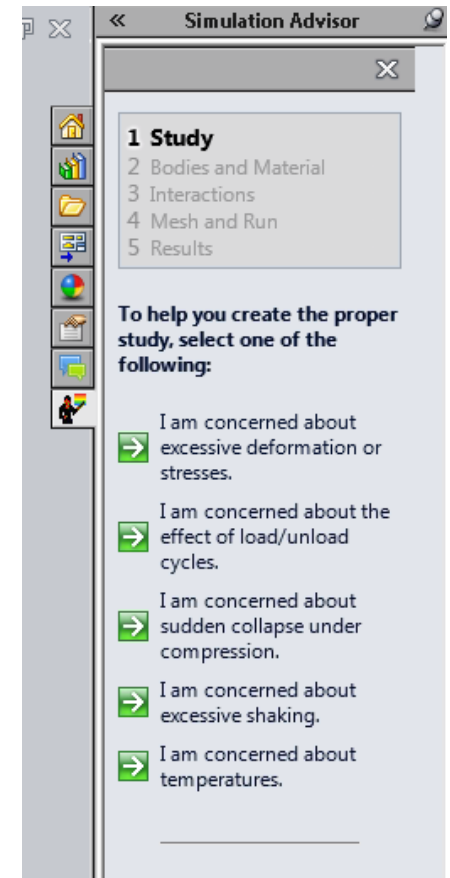 Simulation Advisor
1 Study
2 Bodies and Material
3 Interactions
4 Mesh and Run
5 Results
To help you create the proper
study, select one of the
following:
I am concerned about
excessive deformation or
stresses.
I am concerned about the
effect of load/unload
cycles.
I am concerned about
sudden collapse under
compression.
I am concerned about
excessive shaking.
I am concerned about
temperatures.